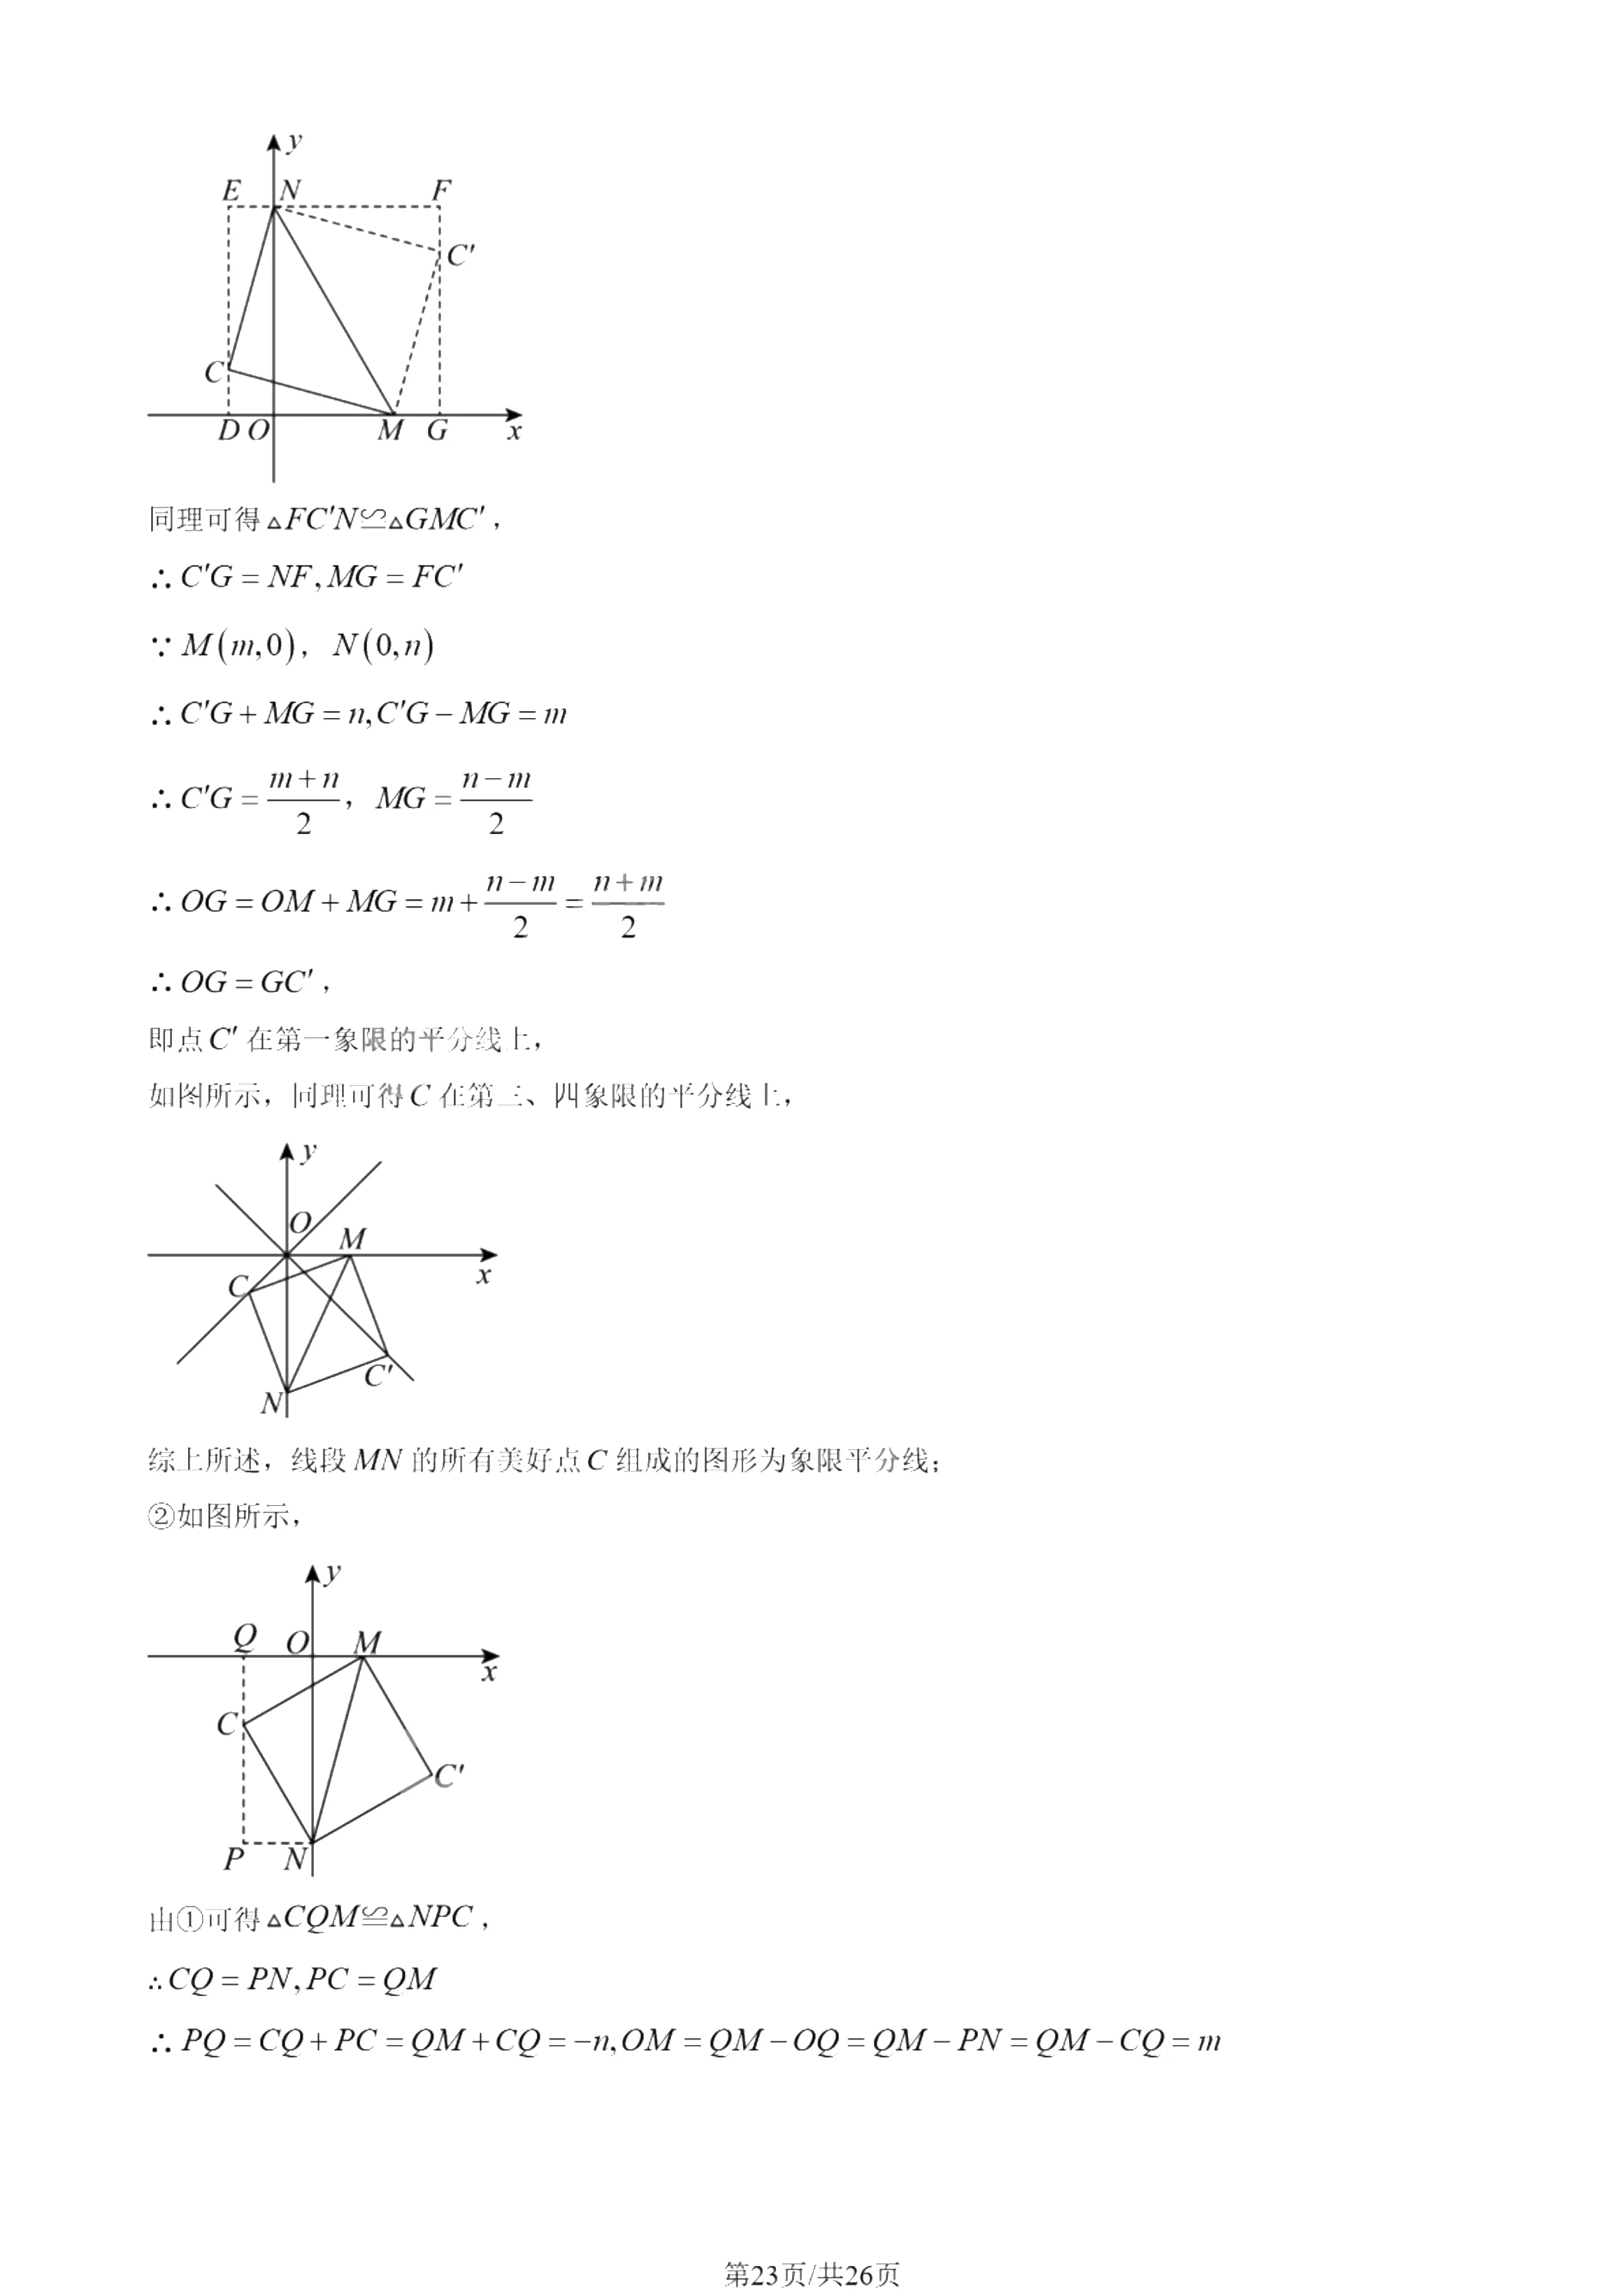 y
E N F
C'
C
D O M G x
同理可得△FC'N≌△GMC'，
∴ C'G = NF, MG = FC'
∵ M(m,0)，N(0,n)
∴ C'G + MG = n, C'G − MG = m
∴ C'G = (m+n)/2，MG = (n−m)/2
∴ OG = OM + MG = m + (n−m)/2 = (n+m)/2
∴ OG = GC'，
即点 C' 在第一象限的平分线上，
如图所示，同理可得 C 在第三、四象限的平分线上，
y
O M
x
C
C'
N
综上所述，线段 MN 的所有美好点 C 组成的图形为象限平分线；
②如图所示，
y
Q O M
x
C
C'
P N
由①可得△CQM≌△NPC，
∴ CQ = PN, PC = QM
∴ PQ = CQ + PC = QM + CQ = −n, OM = QM − OQ = QM − PN = QM − CQ = m
第23页/共26页